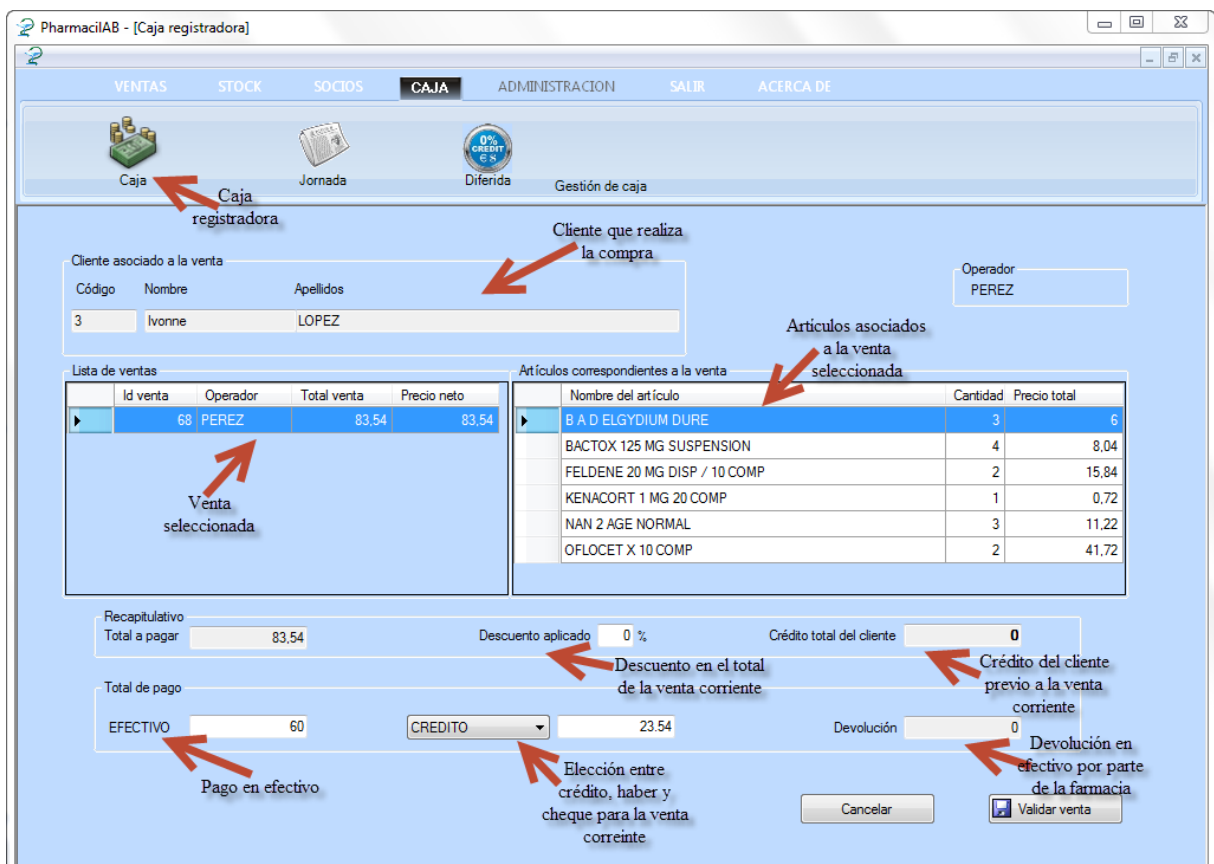 PharmacilAB - [Caja registradora]
VENTAS STOCK SOCIOS CAJA ADMINISTRACION SALIR ACERCA DE
0% CREDIT € $
Caja Jornada Diferida Gestión de caja
Caja
registradora
Cliente que realiza
la compra
Cliente asociado a la venta
Código Nombre Apellidos
3 Ivonne LOPEZ
Operador
PEREZ
Artículos asociados
a la venta
seleccionada
Lista de ventas
Id venta Operador Total venta Precio neto
68 PEREZ 83,54 83,54
Venta
seleccionada
Artículos correspondientes a la venta
Nombre del artículo Cantidad Precio total
B A D ELGYDIUM DURE 3 6
BACTOX 125 MG SUSPENSION 4 8,04
FELDENE 20 MG DISP / 10 COMP 2 15,84
KENACORT 1 MG 20 COMP 1 0,72
NAN 2 AGE NORMAL 3 11,22
OFLOCET X 10 COMP 2 41,72
Recapitulativo
Total a pagar 83,54 Descuento aplicado 0 % Crédito total del cliente 0
Descuento en el total
de la venta corriente
Crédito del cliente
previo a la venta
corriente
Total de pago
EFECTIVO 60 CREDITO 23.54 Devolución 0
Pago en efectivo
Elección entre
crédito, haber y
cheque para la venta
correinte
Devolución en
efectivo por parte
de la farmacia
Cancelar Validar venta